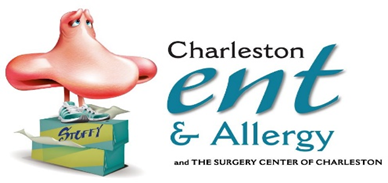 STUFFY
Charleston
ent
& Allergy
and THE SURGERY CENTER OF CHARLESTON